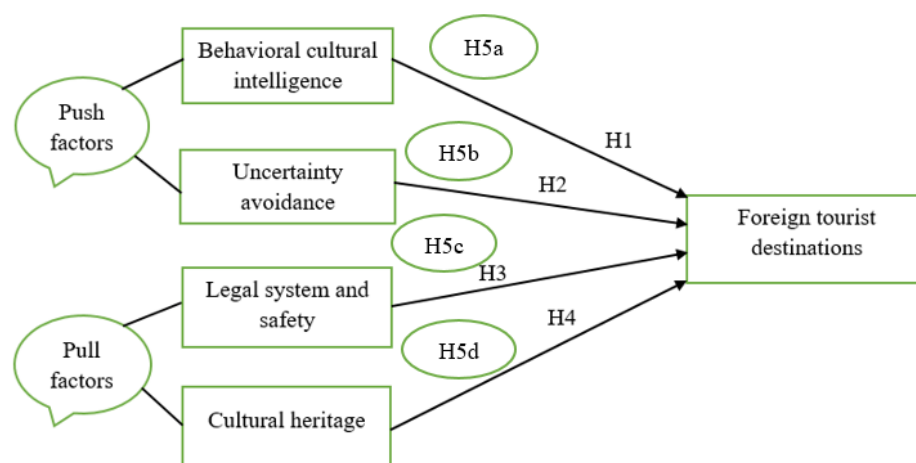 Behavioral cultural
intelligence
H5a
Push
factors
H1
H5b
Uncertainty
avoidance
H2
Foreign tourist
destinations
H5c
H3
Legal system and
safety
H4
Pull
factors
H5d
Cultural heritage